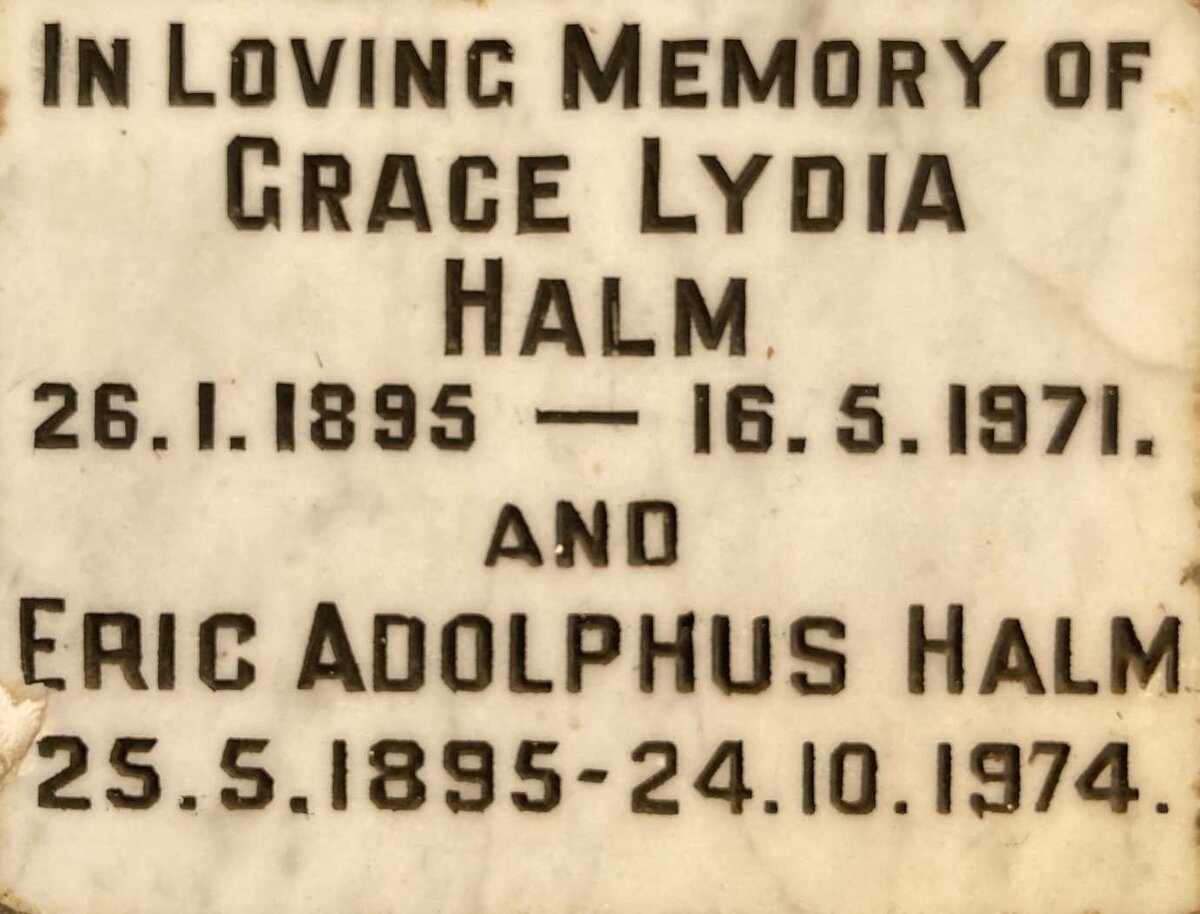 IN LOVING MEMORY OF
GRACE LYDIA
HALM
26.1.1895 — 16.5.1971.
AND
ERIC ADOLPHUS HALM
25.5.1895-24.10.1974.